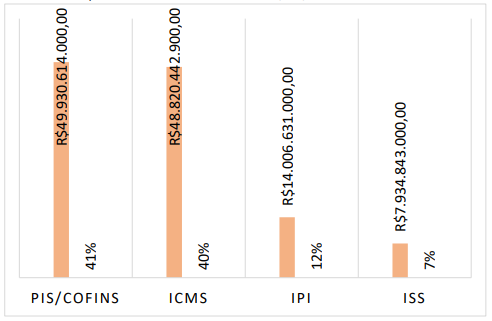 R$49.930.614.000,00
41%
R$48.820.442.900,00
40%
R$14.006.631.000,00
12%
R$7.934.843.000,00
7%
PIS/COFINS
ICMS
IPI
ISS